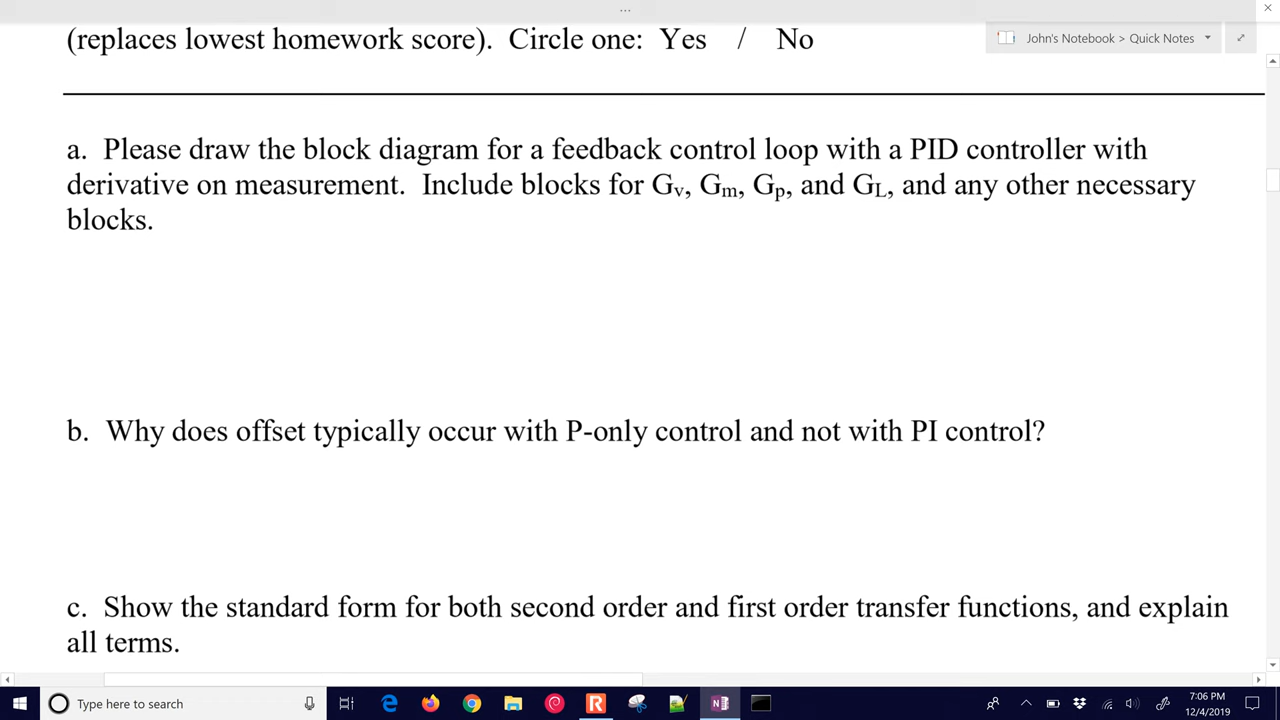 ...
(replaces lowest homework score). Circle one: Yes / No
John's Notebook > Quick Notes
a. Please draw the block diagram for a feedback control loop with a PID controller with
derivative on measurement. Include blocks for Gv, Gm, Gp, and GL, and any other necessary
blocks.
b. Why does offset typically occur with P-only control and not with PI control?
c. Show the standard form for both second order and first order transfer functions, and explain
all terms.
Type here to search
7:06 PM
12/4/2019